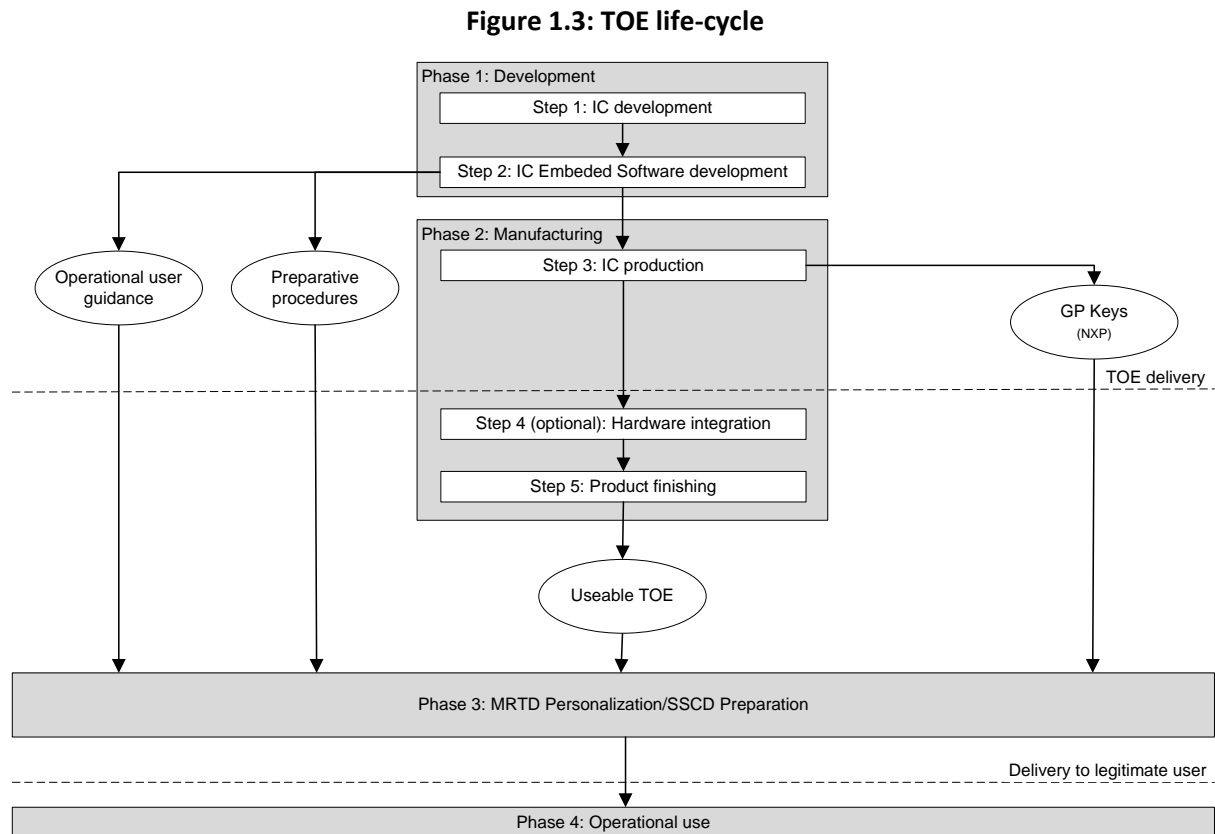 Figure 1.3: TOE life-cycle
Phase 1: Development
Step 1: IC development
Step 2: IC Embeded Software development
Phase 2: Manufacturing
Step 3: IC production
Operational user
guidance
Preparative
procedures
GP Keys
(NXP)
TOE delivery
Step 4 (optional): Hardware integration
Step 5: Product finishing
Useable TOE
Phase 3: MRTD Personalization/SSCD Preparation
Delivery to legitimate user
Phase 4: Operational use